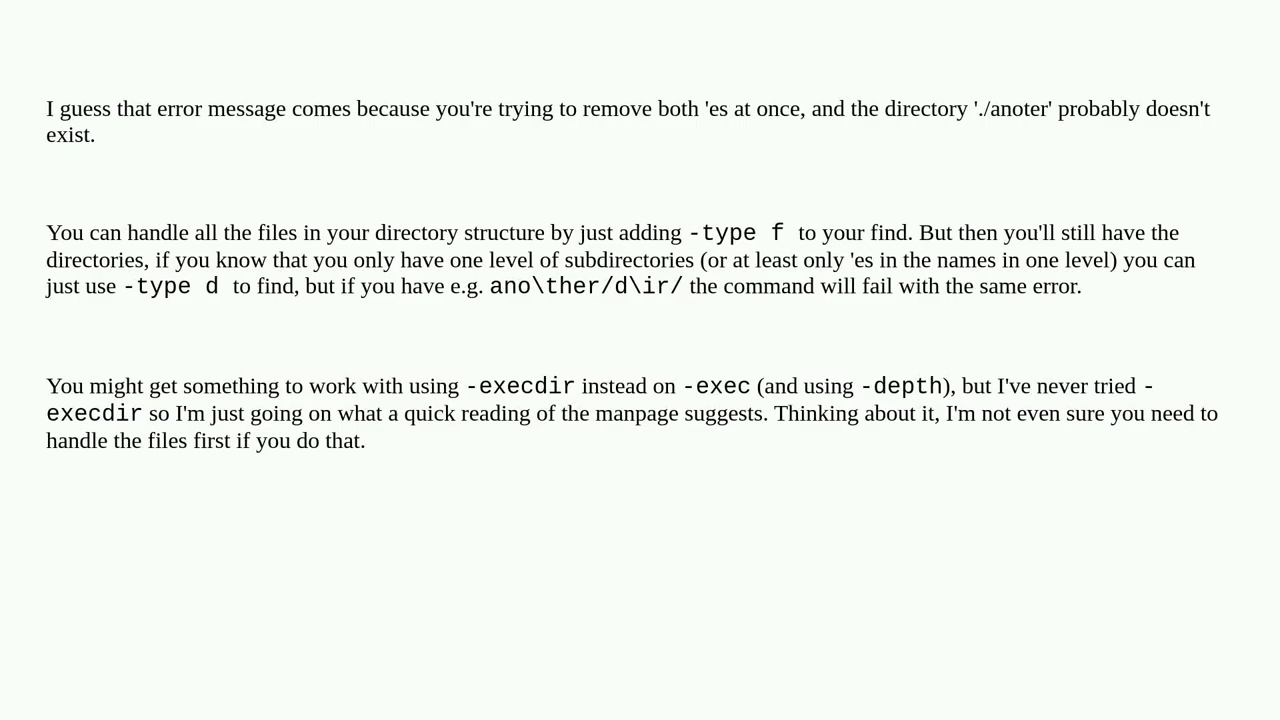 I guess that error message comes because you're trying to remove both 'es at once, and the directory './anoter' probably doesn't
exist.
You can handle all the files in your directory structure by just adding -type f to your find. But then you'll still have the
directories, if you know that you only have one level of subdirectories (or at least only 'es in the names in one level) you can
just use -type d to find, but if you have e.g. ano\ther/d\ir/ the command will fail with the same error.
You might get something to work with using -execdir instead on -exec (and using -depth), but I've never tried -
execdir so I'm just going on what a quick reading of the manpage suggests. Thinking about it, I'm not even sure you need to
handle the files first if you do that.